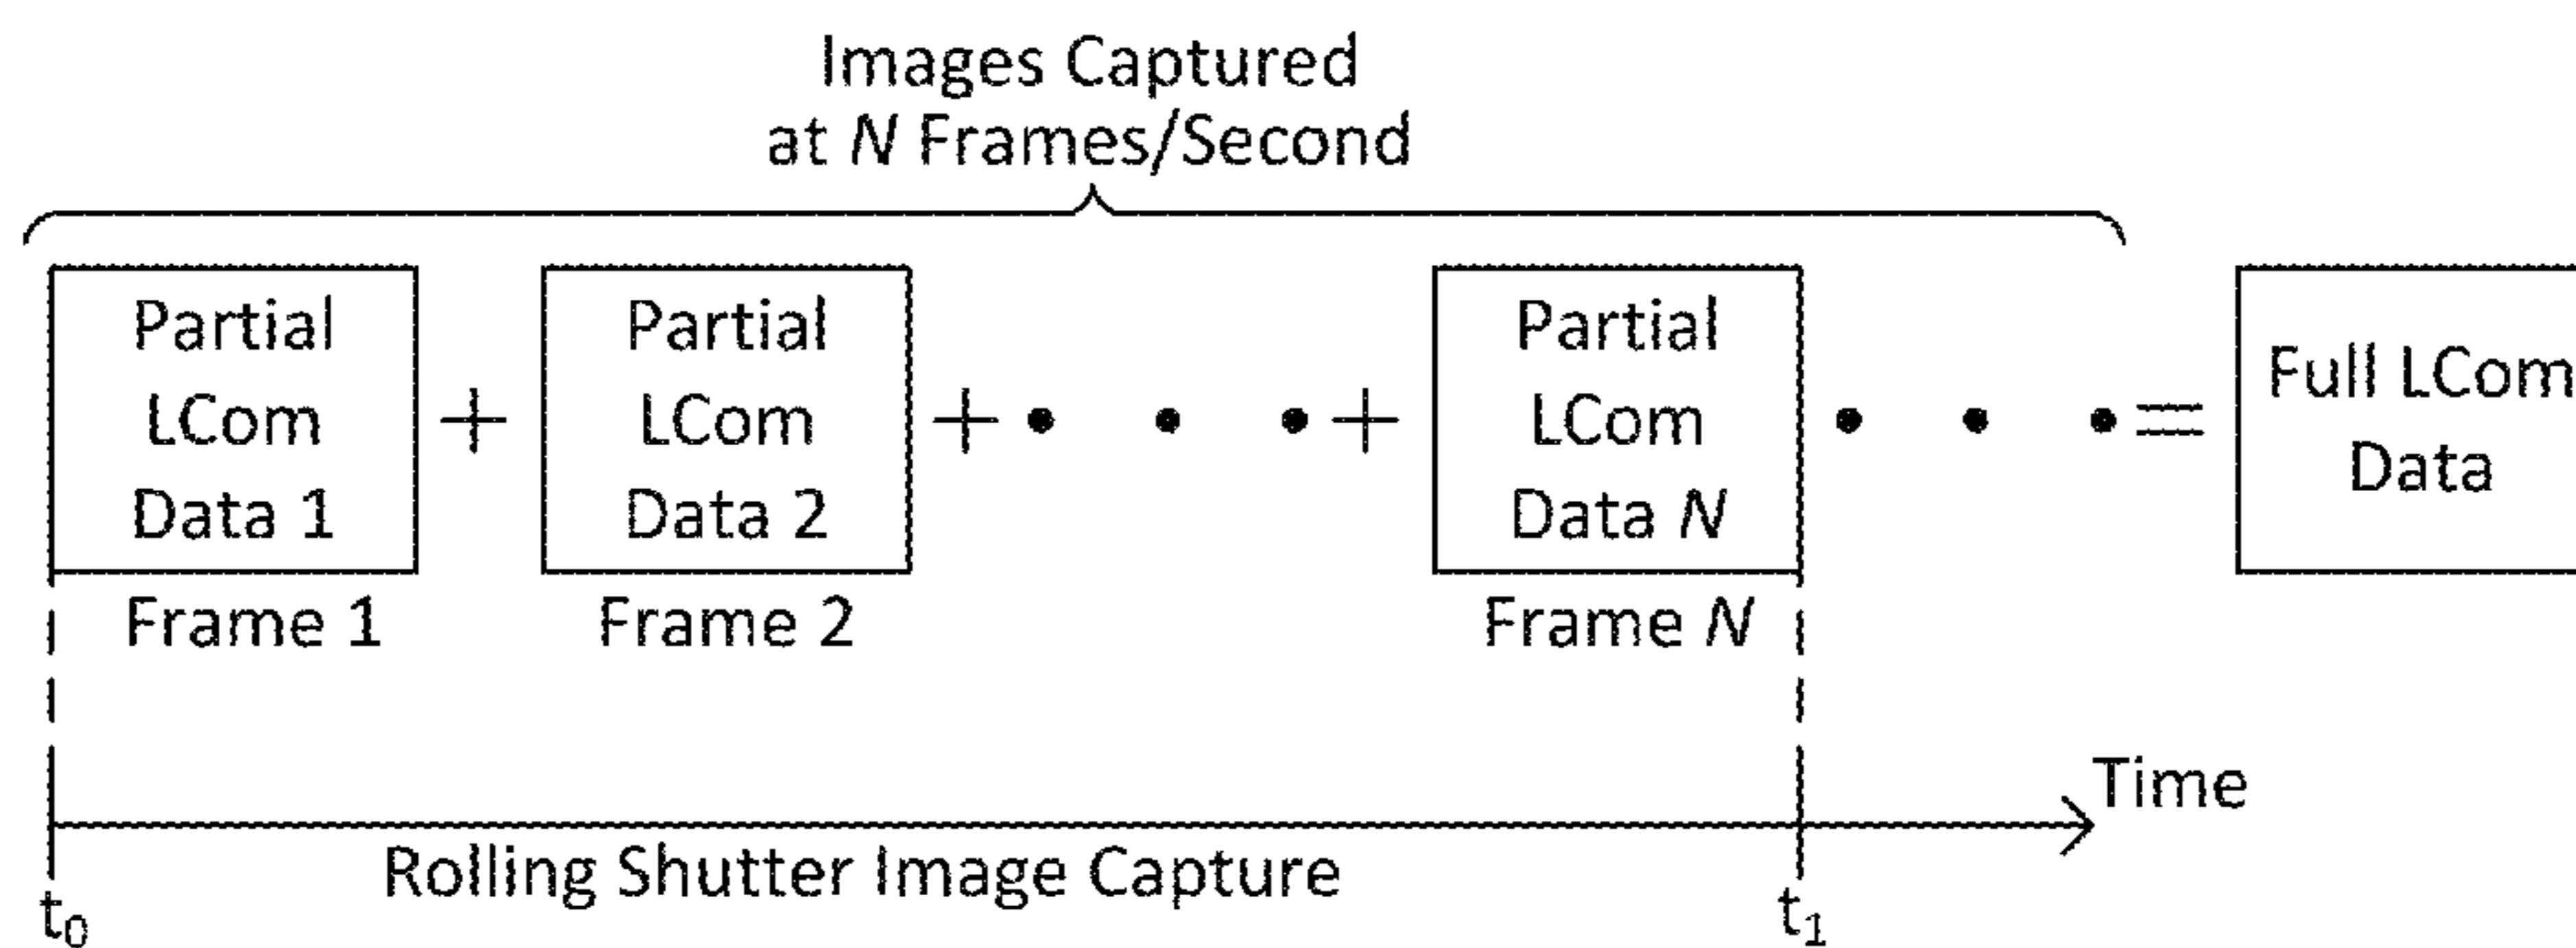 Images Captured
at N Frames/Second
Partial
LCom
Data 1
+
Partial
LCom
Data 2
+ • • • +
Partial
LCom
Data N
• • • =
Full LCom
Data
Frame 1
Frame 2
Frame N
Time
Rolling Shutter Image Capture
t₀
t₁